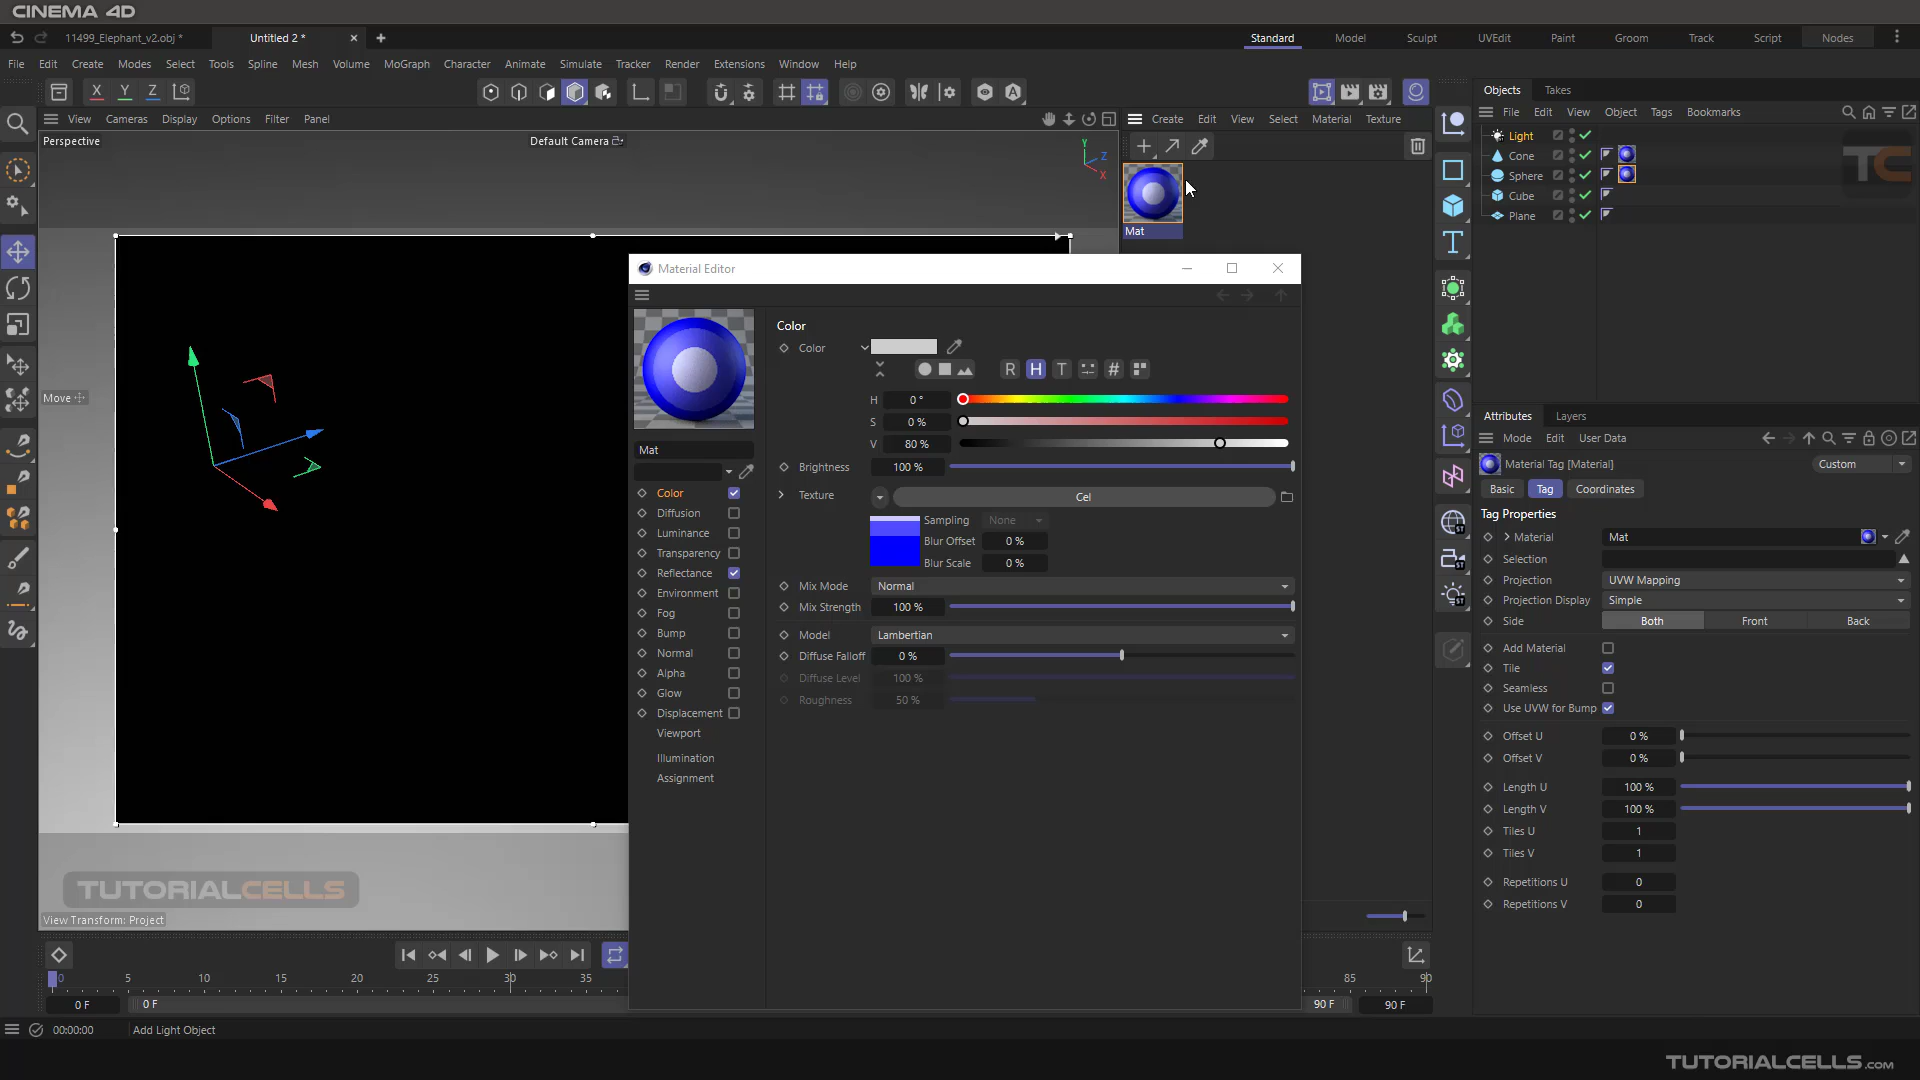 CINEMA 4D
11499_Elephant_v2.obj *
Untitled 2 *
Standard
Model
Sculpt
UVEdit
Paint
Groom
Track
Script
Nodes
File Edit Create Modes Select Tools Spline Mesh Volume MoGraph Character Animate Simulate Tracker Render Extensions Window Help
X Y Z
View Cameras Display Options Filter Panel
Perspective
Default Camera
Y
Z
X
Move
View Transform: Project
TUTORIALCELLS
Create Edit View Select Material Texture
Mat
Material Editor
Mat
Color
Diffusion
Luminance
Transparency
Reflectance
Environment
Fog
Bump
Normal
Alpha
Glow
Displacement
Viewport
Illumination
Assignment
Color
Color
R H T #
H 0 °
S 0 %
V 80 %
Brightness 100 %
Texture Cel
Sampling None
Blur Offset 0 %
Blur Scale 0 %
Mix Mode Normal
Mix Strength 100 %
Model Lambertian
Diffuse Falloff 0 %
Diffuse Level 100 %
Roughness 50 %
Objects Takes
File Edit View Object Tags Bookmarks
Light
Cone
Sphere
Cube
Plane
TC
Attributes Layers
Mode Edit User Data
Material Tag [Material]
Custom
Basic Tag Coordinates
Tag Properties
Material Mat
Selection
Projection UVW Mapping
Projection Display Simple
Side Both Front Back
Add Material
Tile
Seamless
Use UVW for Bump
Offset U 0 %
Offset V 0 %
Length U 100 %
Length V 100 %
Tiles U 1
Tiles V 1
Repetitions U 0
Repetitions V 0
0 5 10 15 20 25 30 35 85 90
0 F 0 F 90 F 90 F
00:00:00 Add Light Object
TUTORIALCELLS.com